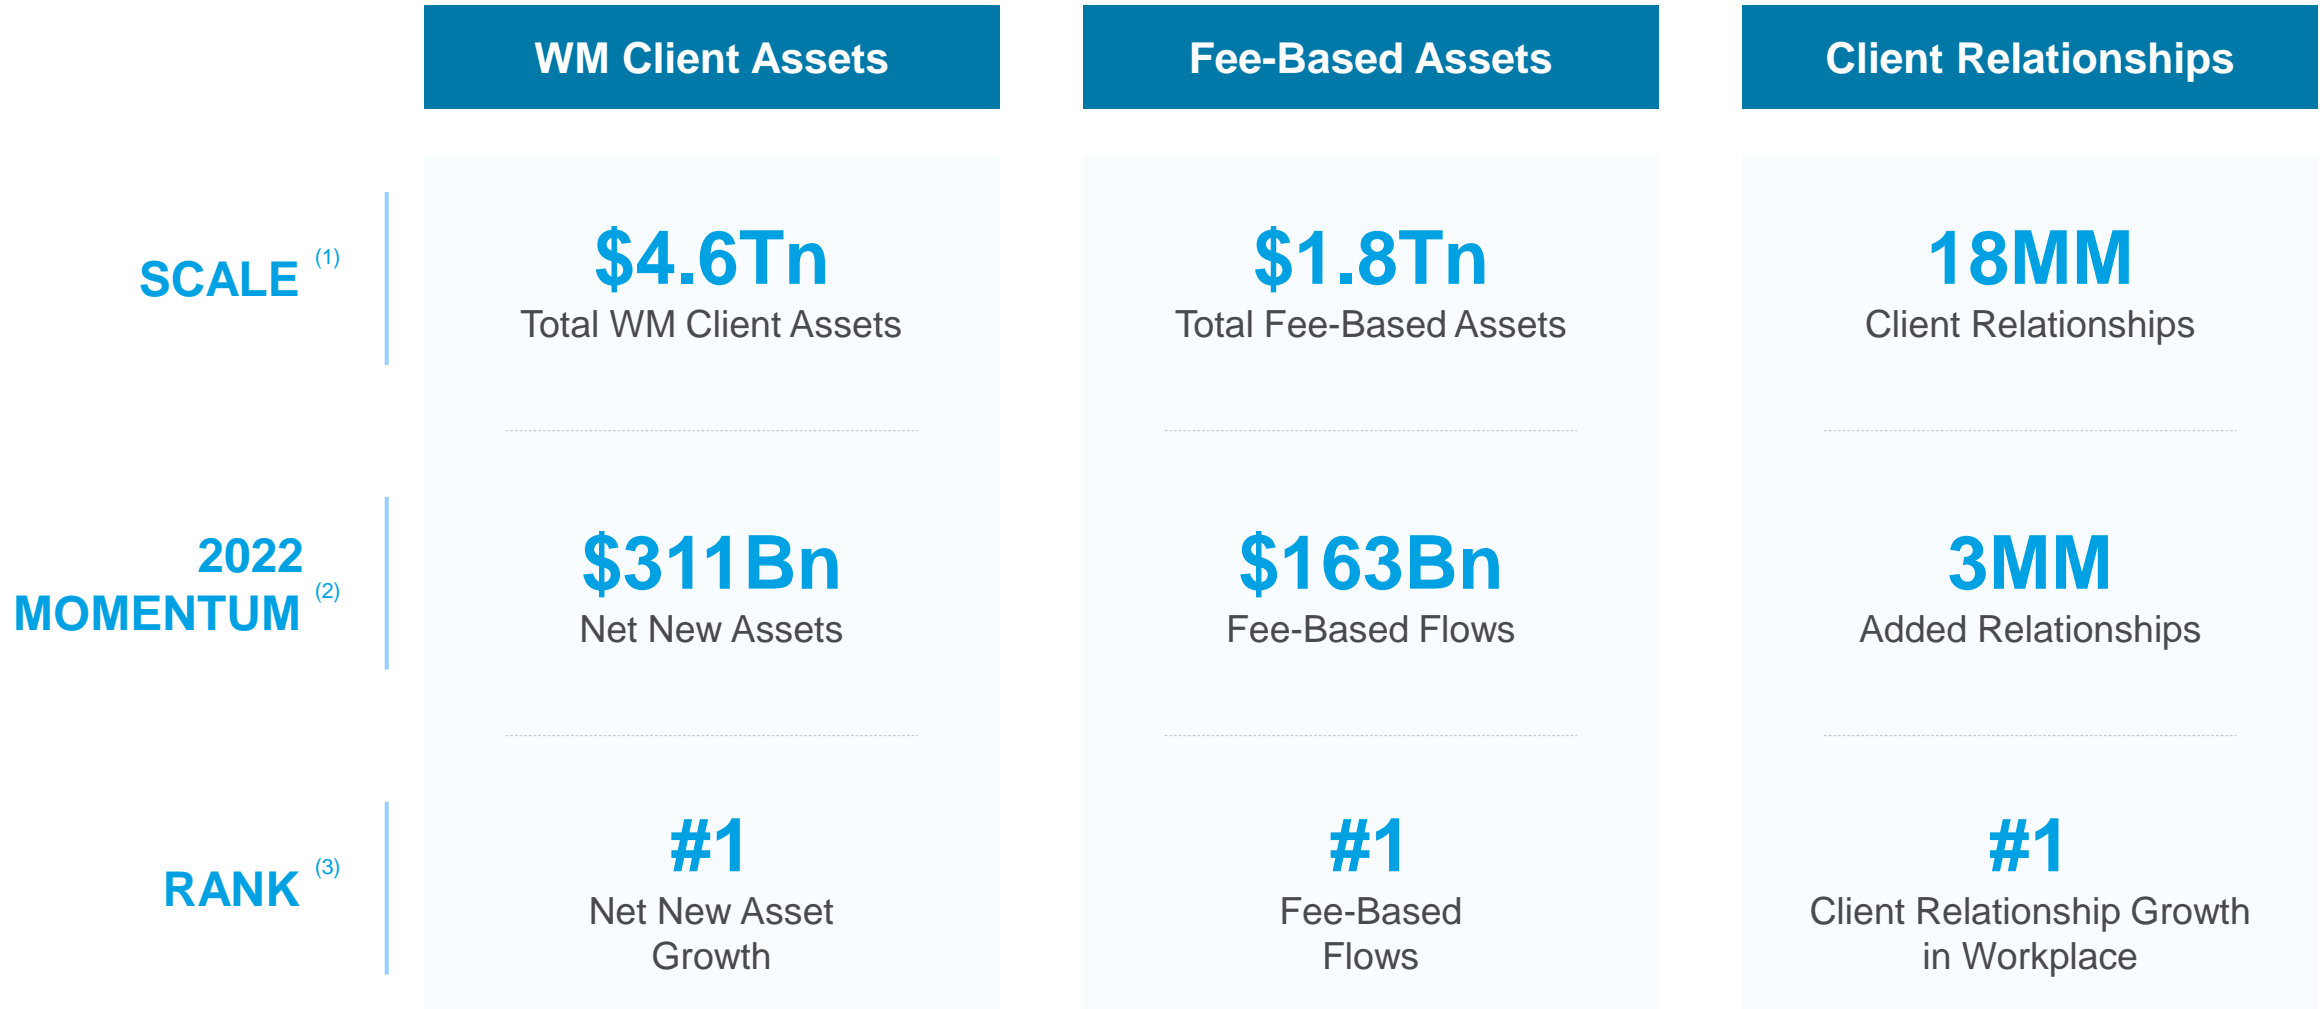 WM Client Assets
Fee-Based Assets
Client Relationships
SCALE (1)
$4.6Tn
Total WM Client Assets
$1.8Tn
Total Fee-Based Assets
18MM
Client Relationships
2022
MOMENTUM (2)
$311Bn
Net New Assets
$163Bn
Fee-Based Flows
3MM
Added Relationships
RANK (3)
#1
Net New Asset
Growth
#1
Fee-Based
Flows
#1
Client Relationship Growth
in Workplace